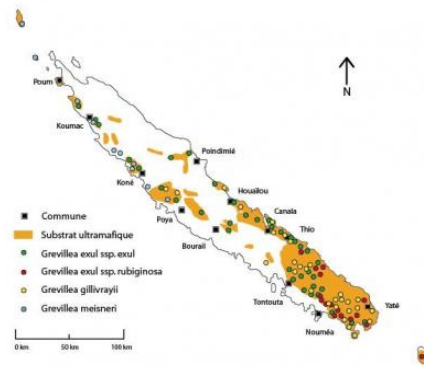 N
Poum
Koumac
Poindimié
Koné
Houaïlou
Canala
Poya
Thio
Bourail
Tontouta
Yaté
Nouméa
Commune
Substrat ultramafique
Grevillea exul ssp. exul
Grevillea exul ssp. rubiginosa
Grevillea gillivrayii
Grevillea meisneri
0 km 50 km 100 km